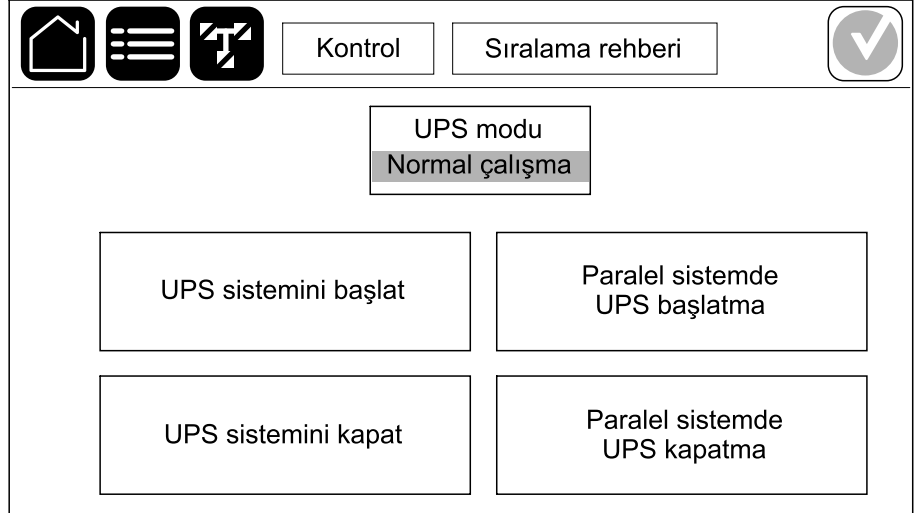 Kontrol
Sıralama rehberi
UPS modu
Normal çalışma
UPS sistemini başlat
Paralel sistemde
UPS başlatma
UPS sistemini kapat
Paralel sistemde
UPS kapatma